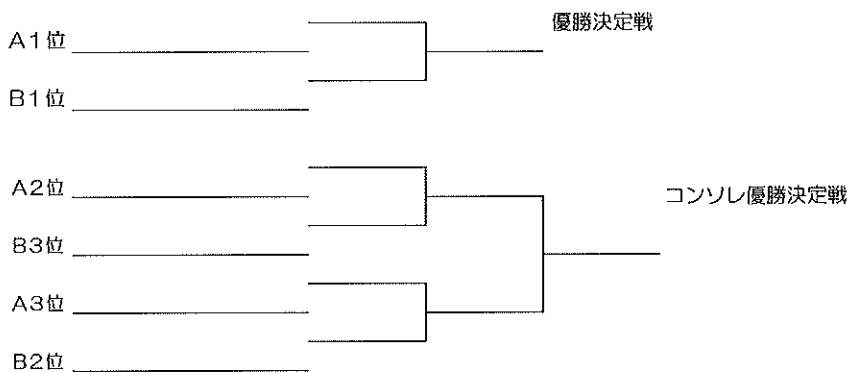 優勝決定戦
A1位
B1位
A2位
コンソレ優勝決定戦
B3位
A3位
B2位